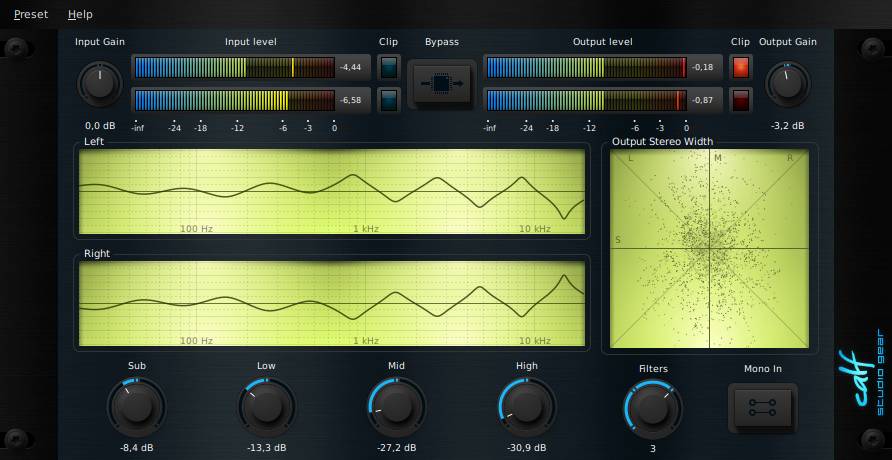 Preset Help
Input Gain Input level Clip Bypass Output level Clip Output Gain
-4,44 -0,18
-6,58 -0,87
0,0 dB -inf -24 -18 -12 -6 -3 0 -inf -24 -18 -12 -6 -3 0 -3,2 dB
Left Output Stereo Width
L M R
100 Hz 1 kHz 10 kHz
S
Right
100 Hz 1 kHz 10 kHz
Sub Low Mid High Filters Mono In
-8,4 dB -13,3 dB -27,2 dB -30,9 dB 3
calf
studio gear